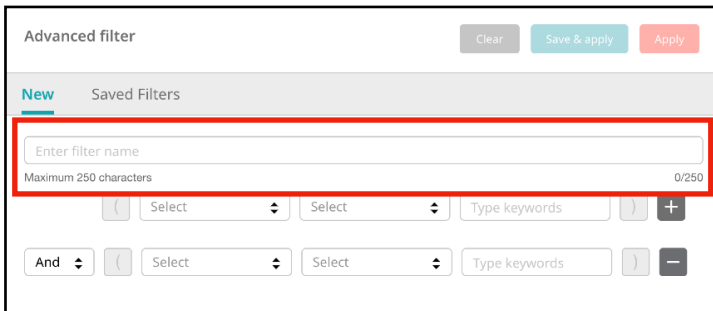 Advanced filter Clear Save & apply Apply
New Saved Filters
Enter filter name
Maximum 250 characters 0/250
( Select Select Type keywords ) +
And ( Select Select Type keywords ) −